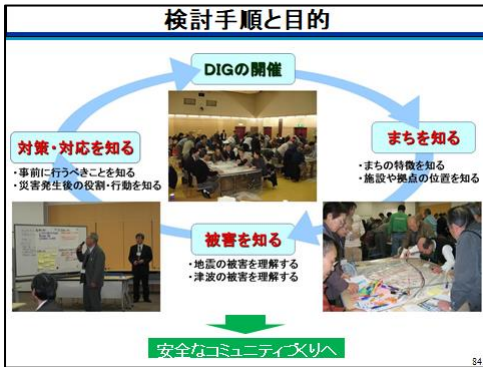 検討手順と目的
DIGの開催
まちを知る
・まちの特徴を知る
・施設や拠点の位置を知る
被害を知る
・地震の被害を理解する
・津波の被害を理解する
対策・対応を知る
・事前に行うべきことを知る
・災害発生後の役割・行動を知る
安全なコミュニティづくりへ
84